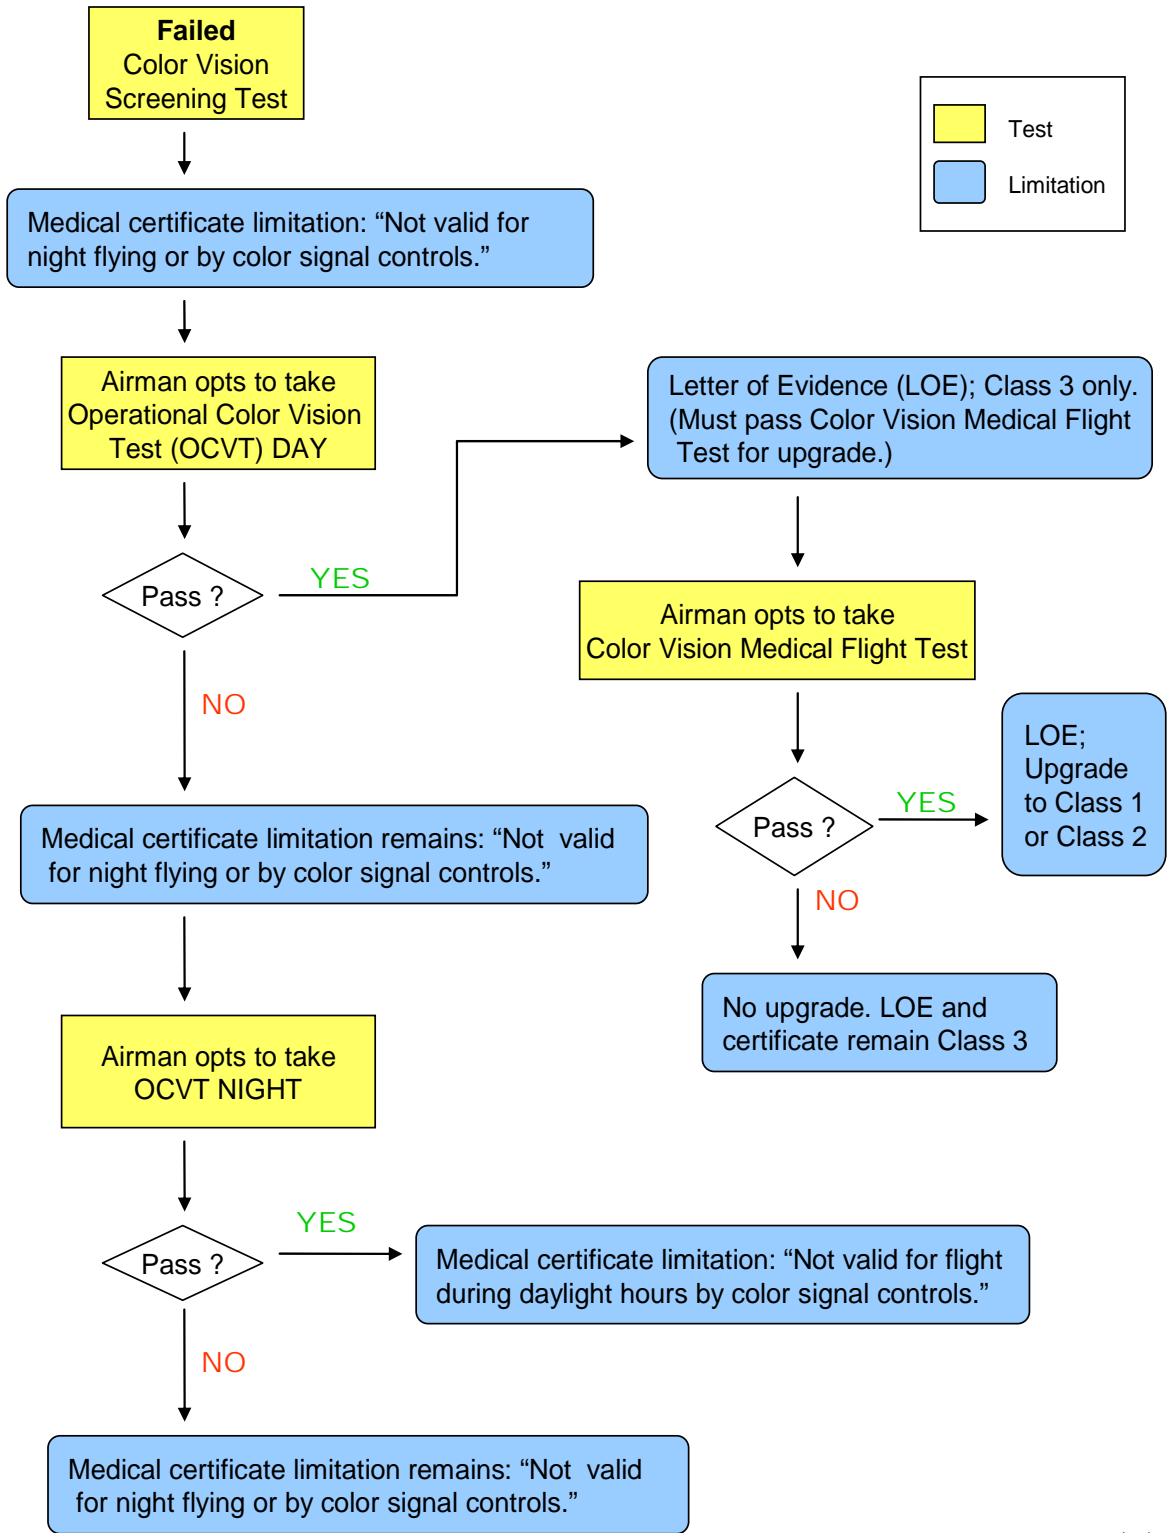 Failed
Color Vision
Screening Test
Test
Limitation
Medical certificate limitation: “Not valid for
night flying or by color signal controls.”
Airman opts to take
Operational Color Vision
Test (OCVT) DAY
Letter of Evidence (LOE); Class 3 only.
(Must pass Color Vision Medical Flight
Test for upgrade.)
Pass ?
YES
NO
Airman opts to take
Color Vision Medical Flight Test
Pass ?
YES
LOE;
Upgrade
to Class 1
or Class 2
NO
No upgrade. LOE and
certificate remain Class 3
Medical certificate limitation remains: “Not valid
for night flying or by color signal controls.”
Airman opts to take
OCVT NIGHT
Pass ?
YES
Medical certificate limitation: “Not valid for flight
during daylight hours by color signal controls.”
NO
Medical certificate limitation remains: “Not valid
for night flying or by color signal controls.”